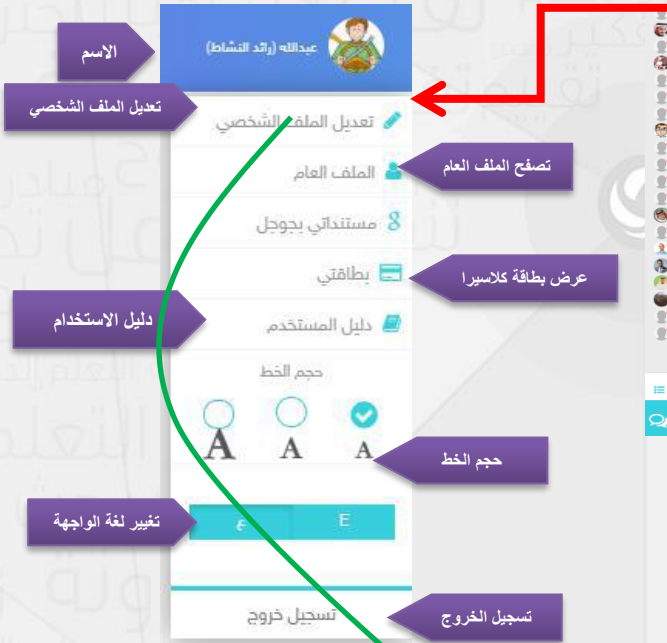 الاسم
عبدالله (رائد النشاط)
تعديل الملف الشخصي
تعديل الملف الشخصي
الملف العام
تصفح الملف العام
مستنداتي بجوجل
بطاقتي
عرض بطاقة كلاسيرا
دليل المستخدم
دليل الاستخدام
حجم الخط
A A A
حجم الخط
E ع
تغيير لغة الواجهة
تسجيل خروج
تسجيل الخروج